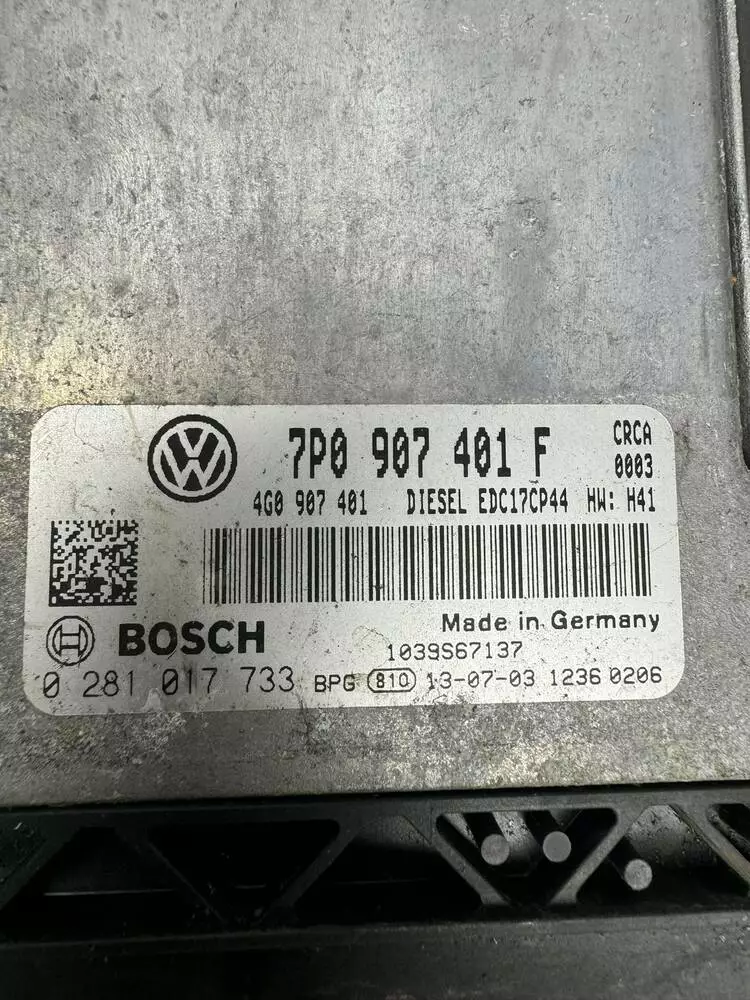 7P0 907 401 F CRCA
0003
4G0 907 401 DIESEL EDC17CP44 HW: H41
Made in Germany
BOSCH
1039S67137
0 281 017 733 BPG 810 13-07-03 1236 0206